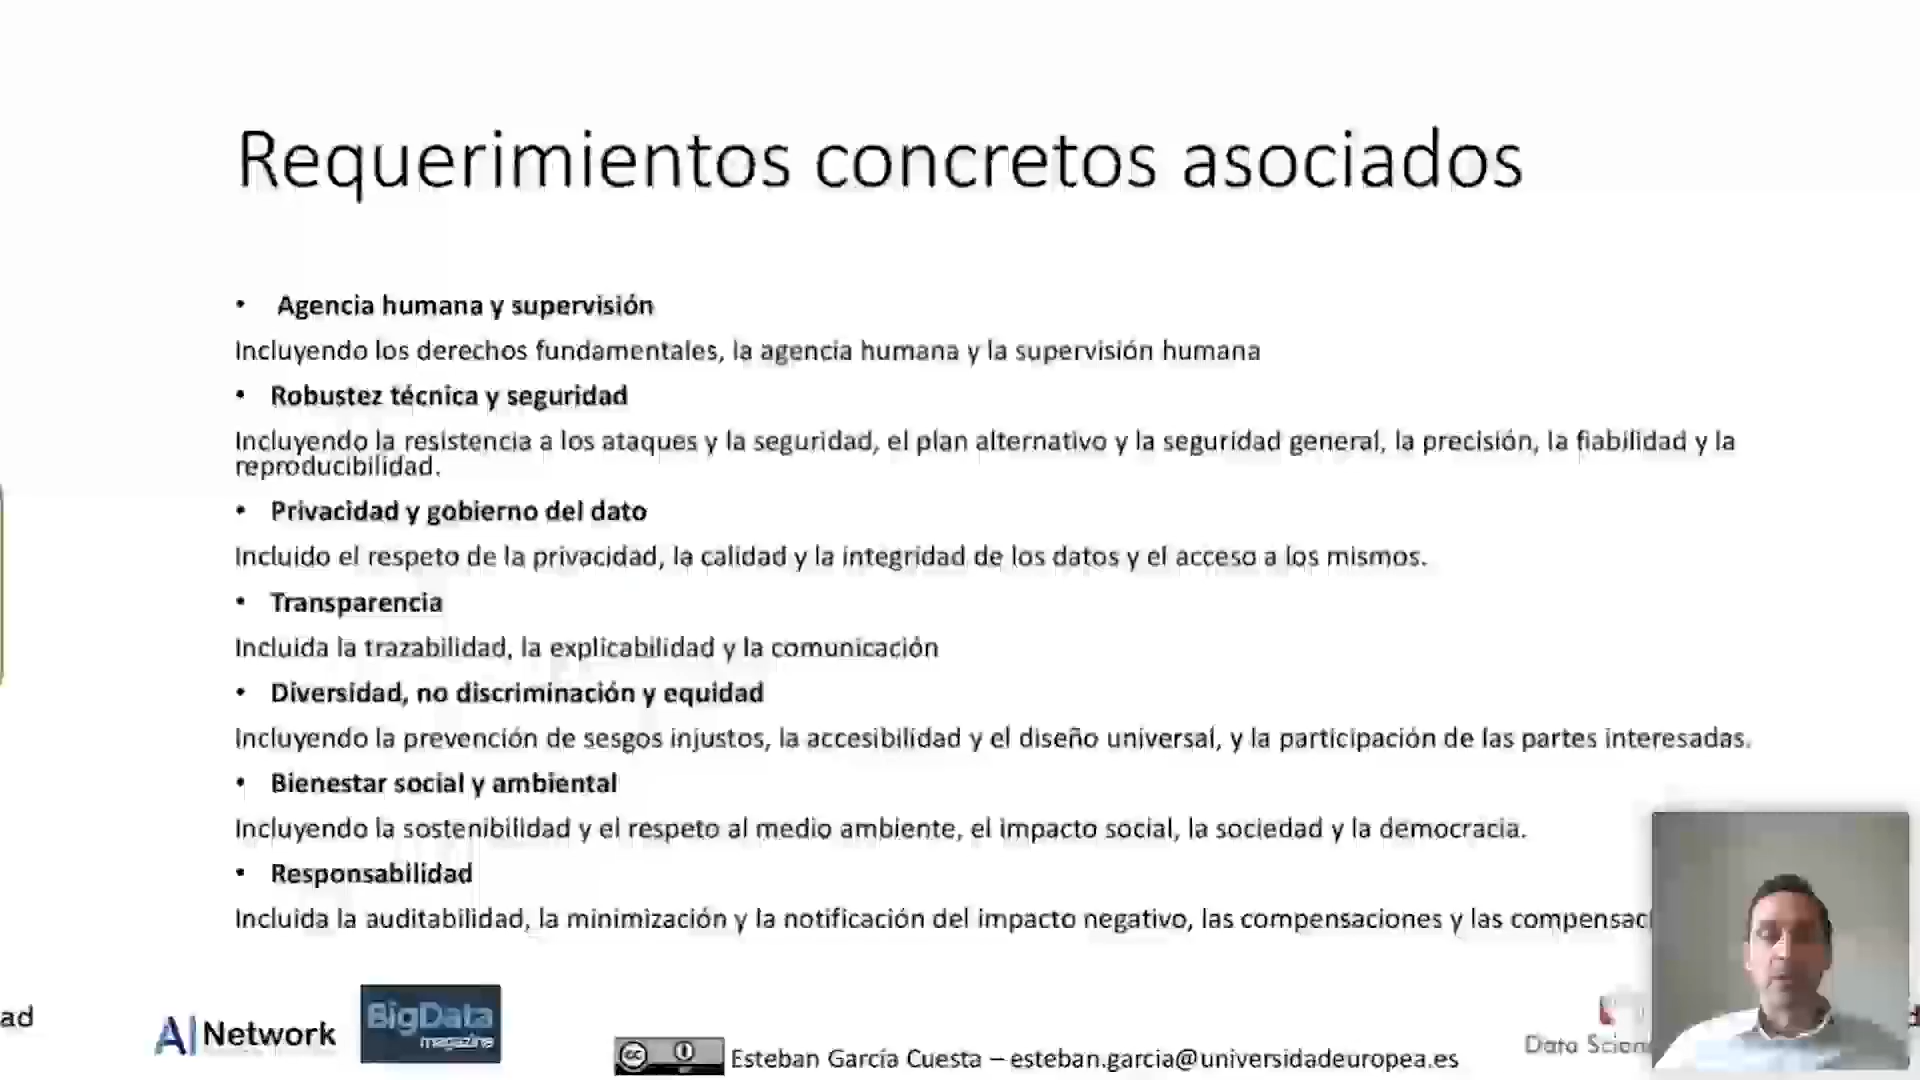 Requerimientos concretos asociados
• Agencia humana y supervisión
Incluyendo los derechos fundamentales, la agencia humana y la supervisión humana
• Robustez técnica y seguridad
Incluyendo la resistencia a los ataques y la seguridad, el plan alternativo y la seguridad general, la precisión, la fiabilidad y la
reproducibilidad.
• Privacidad y gobierno del dato
Incluido el respeto de la privacidad, la calidad y la integridad de los datos y el acceso a los mismos.
• Transparencia
Incluida la trazabilidad, la explicabilidad y la comunicación
• Diversidad, no discriminación y equidad
Incluyendo la prevención de sesgos injustos, la accesibilidad y el diseño universal, y la participación de las partes interesadas.
• Bienestar social y ambiental
Incluyendo la sostenibilidad y el respeto al medio ambiente, el impacto social, la sociedad y la democracia.
• Responsabilidad
Incluida la auditabilidad, la minimización y la notificación del impacto negativo, las compensaciones y las compensac
ad
AI Network
BigData
magazine
cc
Esteban García Cuesta – esteban.garcia@universidadeuropea.es
Data Scien